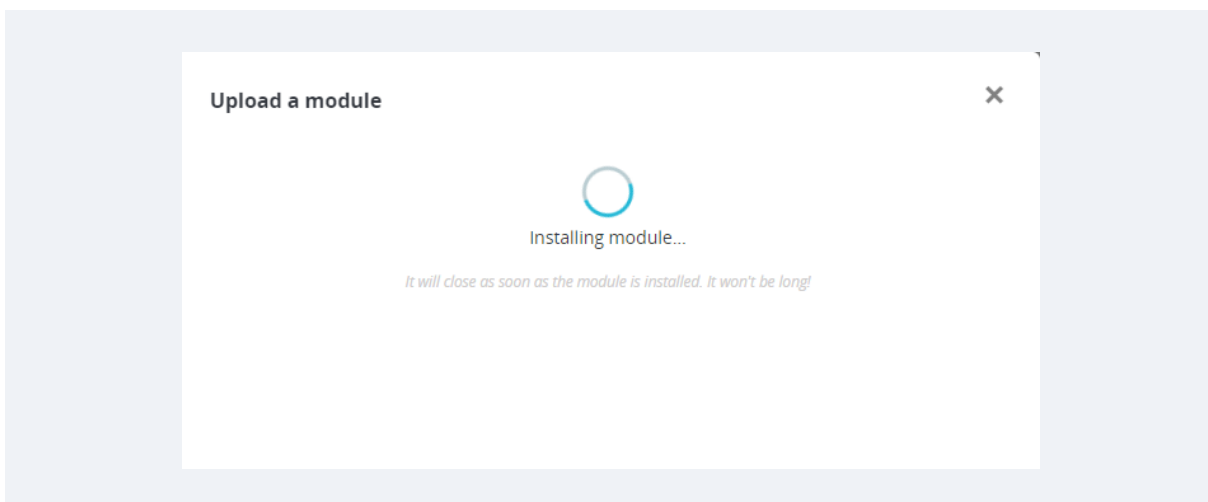 Upload a module
Installing module...
It will close as soon as the module is installed. It won't be long!